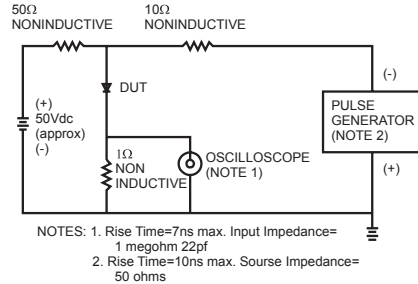 50Ω
NONINDUCTIVE
10Ω
NONINDUCTIVE
DUT
(+)
50Vdc
(approx)
(-)
1Ω
NON
INDUCTIVE
OSCILLOSCOPE
(NOTE 1)
(-)
PULSE
GENERATOR
(NOTE 2)
(+)
NOTES: 1. Rise Time=7ns max. Input Impedance=
1 megohm 22pf
2. Rise Time=10ns max. Sourse Impedance=
50 ohms